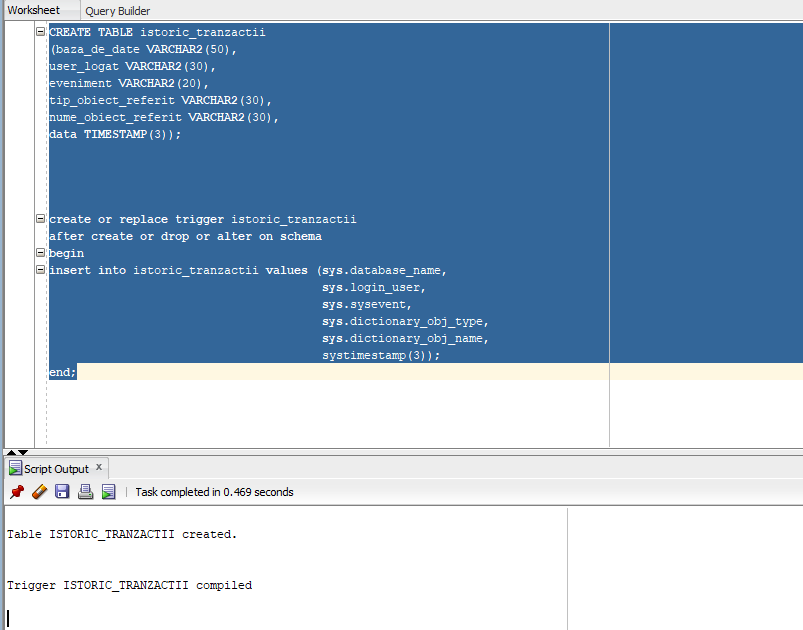 Worksheet Query Builder
CREATE TABLE istoric_tranzactii
(baza_de_date VARCHAR2(50),
user_logat VARCHAR2(30),
eveniment VARCHAR2(20),
tip_obiect_referit VARCHAR2(30),
nume_obiect_referit VARCHAR2(30),
data TIMESTAMP(3));
create or replace trigger istoric_tranzactii
after create or drop or alter on schema
begin
insert into istoric_tranzactii values (sys.database_name,
sys.login_user,
sys.sysevent,
sys.dictionary_obj_type,
sys.dictionary_obj_name,
systimestamp(3));
end;
Script Output x
Task completed in 0.469 seconds
Table ISTORIC_TRANZACTII created.
Trigger ISTORIC_TRANZACTII compiled